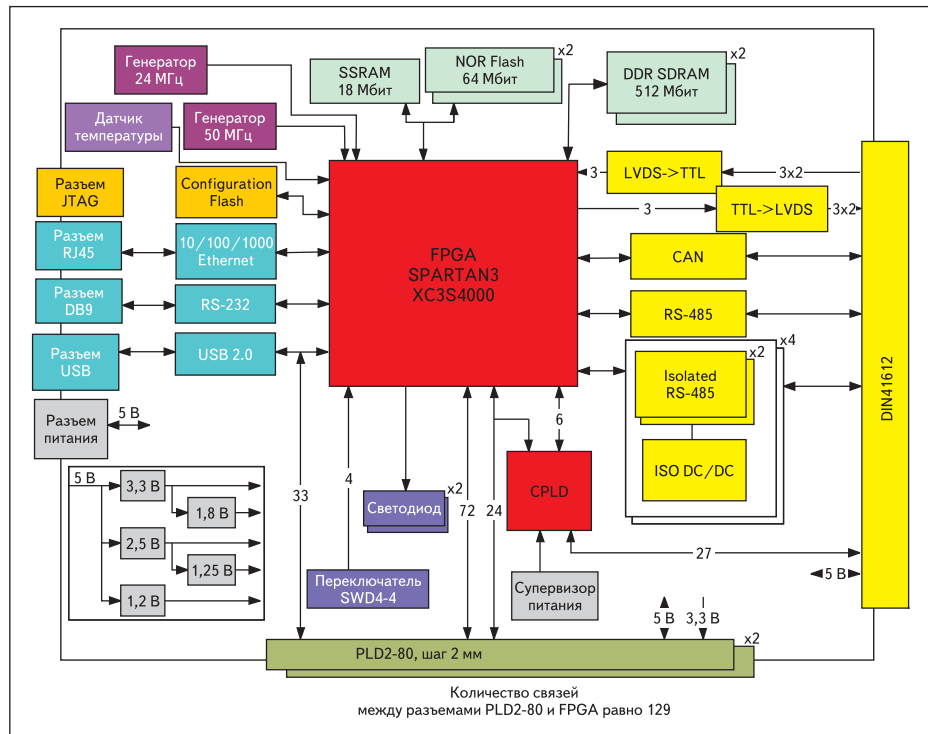 Генератор
24 МГц
SSRAM
18 Мбит
NOR Flash
64 Мбит
x2
DDR SDRAM
512 Мбит
x2
Датчик
температуры
Генератор
50 МГц
Разъем
JTAG
Configuration
Flash
Разъем
RJ45
10/100/1000
Ethernet
Разъем
DB9
RS-232
Разъем
USB
USB 2.0
Разъем
питания
5 В
FPGA
SPARTAN3
XC3S4000
3
LVDS->TTL
3x2
3
TTL->LVDS
3x2
CAN
RS-485
x4
x2
Isolated
RS-485
ISO DC/DC
DIN41612
5 В
3,3 В
1,8 В
2,5 В
1,25 В
1,2 В
33
4
Светодиод
x2
72
24
6
CPLD
27
5 В
Переключатель
SWD4-4
Супервизор
питания
5 В
3,3 В
PLD2-80, шаг 2 мм
x2
Количество связей
между разъемами PLD2-80 и FPGA равно 129